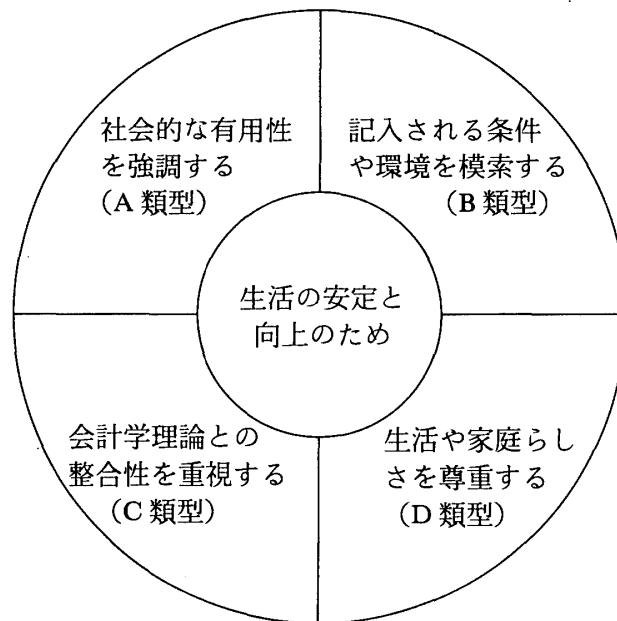 社会的な有用性
を強調する
(A 類型)
記入される条件
や環境を模索する
(B 類型)
生活の安定と
向上のため
会計学理論との
整合性を重視する
(C 類型)
生活や家庭らし
さを尊重する
(D 類型)